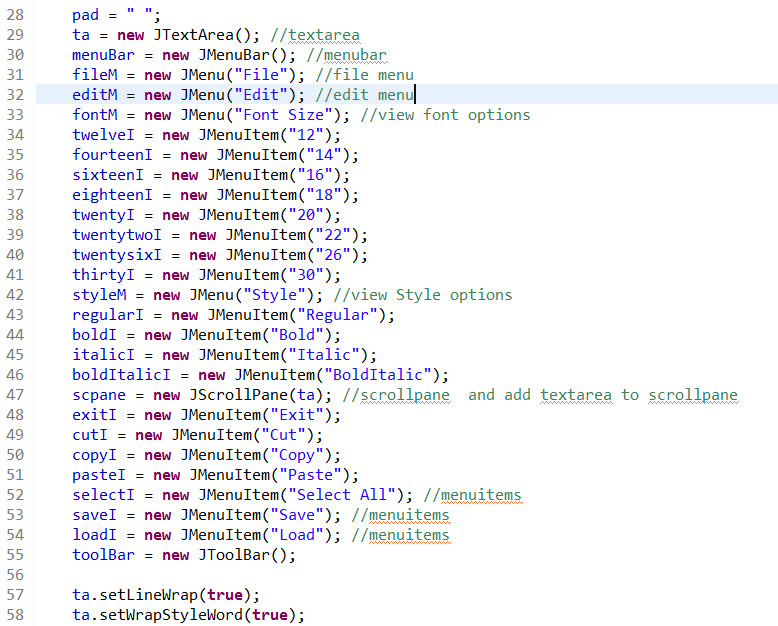 28 pad = " ";
29 ta = new JTextArea(); //textarea
30 menuBar = new JMenuBar(); //menubar
31 fileM = new JMenu("File"); //file menu
32 editM = new JMenu("Edit"); //edit menu
33 fontM = new JMenu("Font Size"); //view font options
34 twelveI = new JMenuItem("12");
35 fourteenI = new JMenuItem("14");
36 sixteenI = new JMenuItem("16");
37 eighteenI = new JMenuItem("18");
38 twentyI = new JMenuItem("20");
39 twentytwoI = new JMenuItem("22");
40 twentysixI = new JMenuItem("26");
41 thirtyI = new JMenuItem("30");
42 styleM = new JMenu("Style"); //view Style options
43 regularI = new JMenuItem("Regular");
44 boldI = new JMenuItem("Bold");
45 italicI = new JMenuItem("Italic");
46 boldItalicI = new JMenuItem("BoldItalic");
47 scpane = new JScrollPane(ta); //scrollpane  and add textarea to scrollpane
48 exitI = new JMenuItem("Exit");
49 cutI = new JMenuItem("Cut");
50 copyI = new JMenuItem("Copy");
51 pasteI = new JMenuItem("Paste");
52 selectI = new JMenuItem("Select All"); //menuitems
53 saveI = new JMenuItem("Save"); //menuitems
54 loadI = new JMenuItem("Load"); //menuitems
55 toolBar = new JToolBar();
56
57 ta.setLineWrap(true);
58 ta.setWrapStyleWord(true);